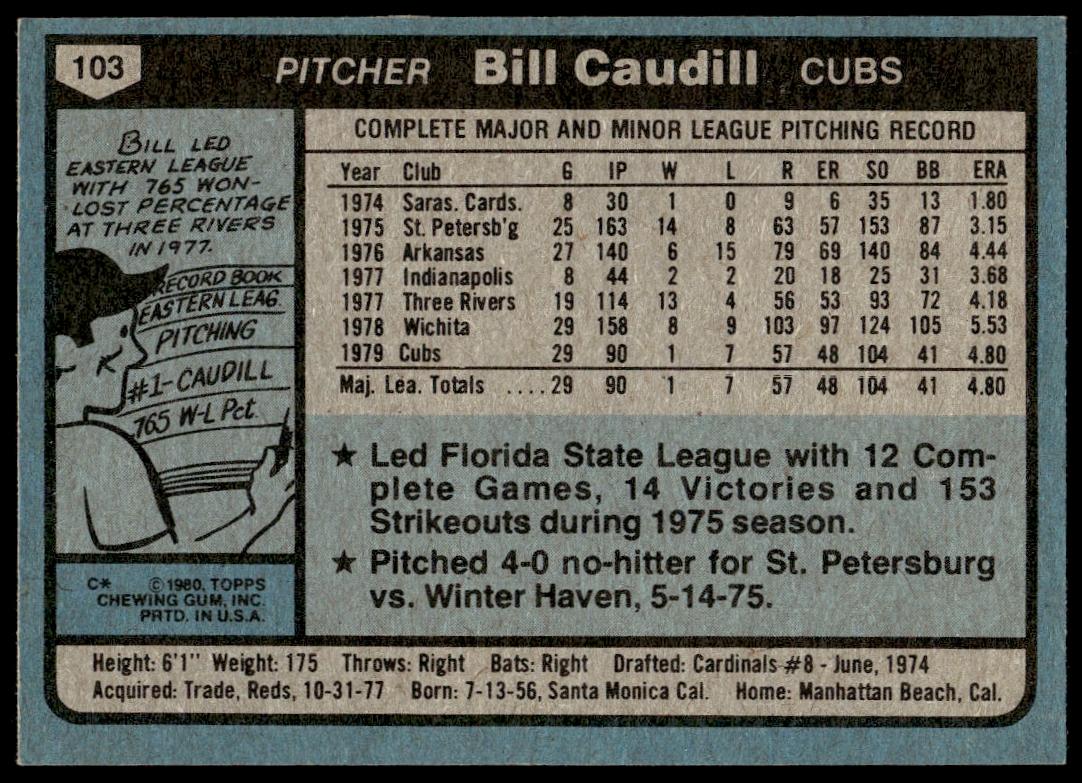 103 PITCHER Bill Caudill CUBS
BILL LED
EASTERN LEAGUE
WITH 765 WON-
LOST PERCENTAGE
AT THREE RIVERS
IN 1977.
RECORD BOOK
EASTERN LEAG.
PITCHING
#1-CAUDILL
765 W-L Pct.
C* ©1980, TOPPS
CHEWING GUM, INC.
PRTD. IN U.S.A.
COMPLETE MAJOR AND MINOR LEAGUE PITCHING RECORD
Year Club G IP W L R ER SO BB ERA
1974 Saras. Cards. 8 30 1 0 9 6 35 13 1.80
1975 St. Petersb'g 25 163 14 8 63 57 153 87 3.15
1976 Arkansas 27 140 6 15 79 69 140 84 4.44
1977 Indianapolis 8 44 2 2 20 18 25 31 3.68
1977 Three Rivers 19 114 13 4 56 53 93 72 4.18
1978 Wichita 29 158 8 9 103 97 124 105 5.53
1979 Cubs 29 90 1 7 57 48 104 41 4.80
Maj. Lea. Totals ....29 90 1 7 57 48 104 41 4.80
★ Led Florida State League with 12 Com-
plete Games, 14 Victories and 153
Strikeouts during 1975 season.
★ Pitched 4-0 no-hitter for St. Petersburg
vs. Winter Haven, 5-14-75.
Height: 6'1" Weight: 175 Throws: Right Bats: Right Drafted: Cardinals #8 - June, 1974
Acquired: Trade, Reds, 10-31-77 Born: 7-13-56, Santa Monica Cal. Home: Manhattan Beach, Cal.